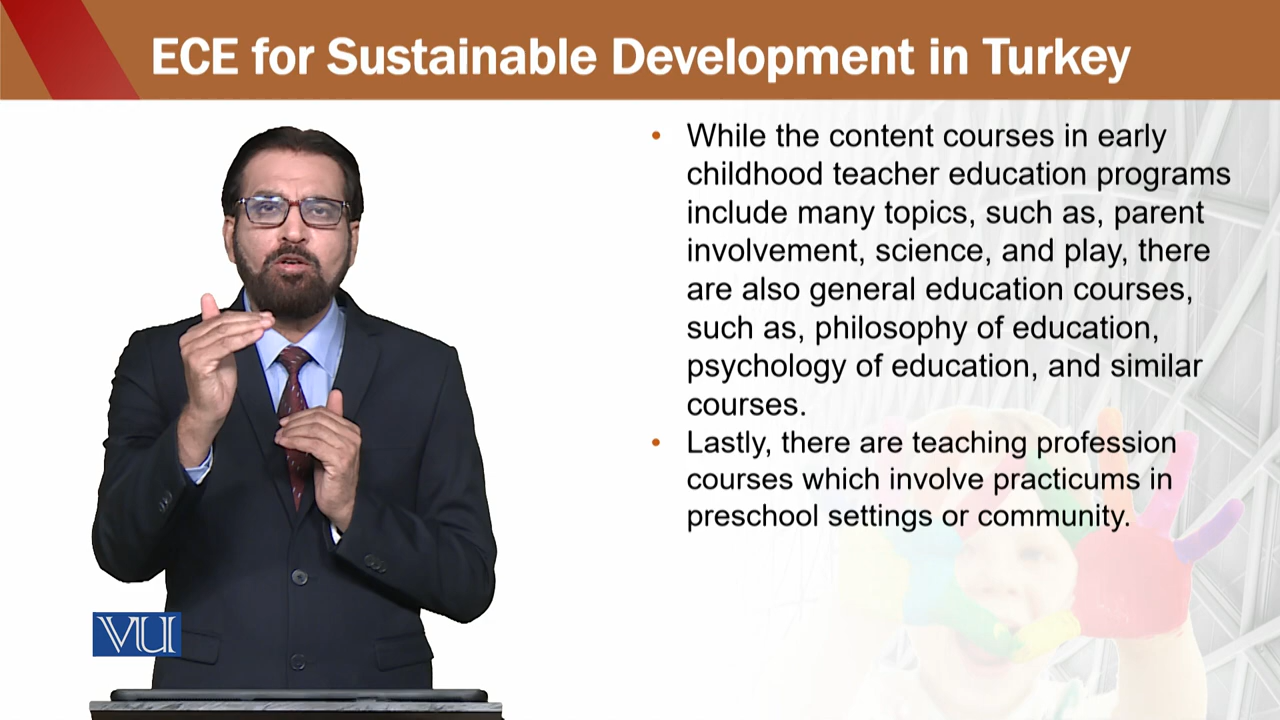 ECE for Sustainable Development in Turkey
• While the content courses in early
childhood teacher education programs
include many topics, such as, parent
involvement, science, and play, there
are also general education courses,
such as, philosophy of education,
psychology of education, and similar
courses.
• Lastly, there are teaching profession
courses which involve practicums in
preschool settings or community.
VU